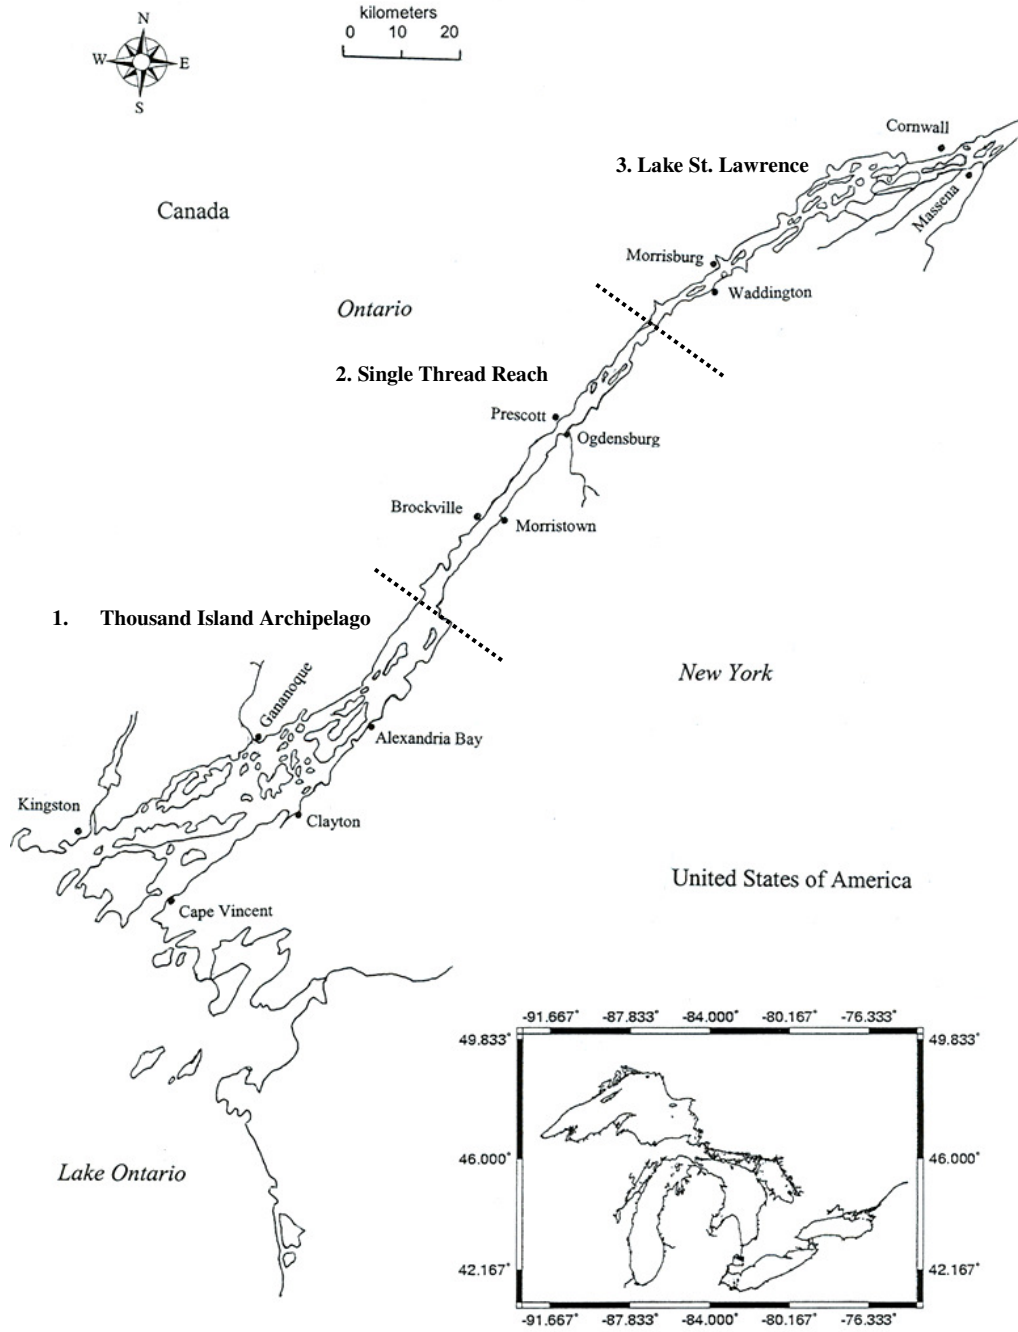 kilometers
0 10 20
N
W E
S
Cornwall
3. Lake St. Lawrence
Massena
Canada
Morrisburg
Waddington
Ontario
2. Single Thread Reach
Prescott
Ogdensburg
Brockville
Morristown
1. Thousand Island Archipelago
Gananoque
New York
Alexandria Bay
Kingston
Clayton
United States of America
Cape Vincent
Lake Ontario
-91.667° -87.833° -84.000° -80.167° -76.333°
49.833° 49.833°
46.000° 46.000°
42.167° 42.167°
-91.667° -87.833° -84.000° -80.167° -76.333°